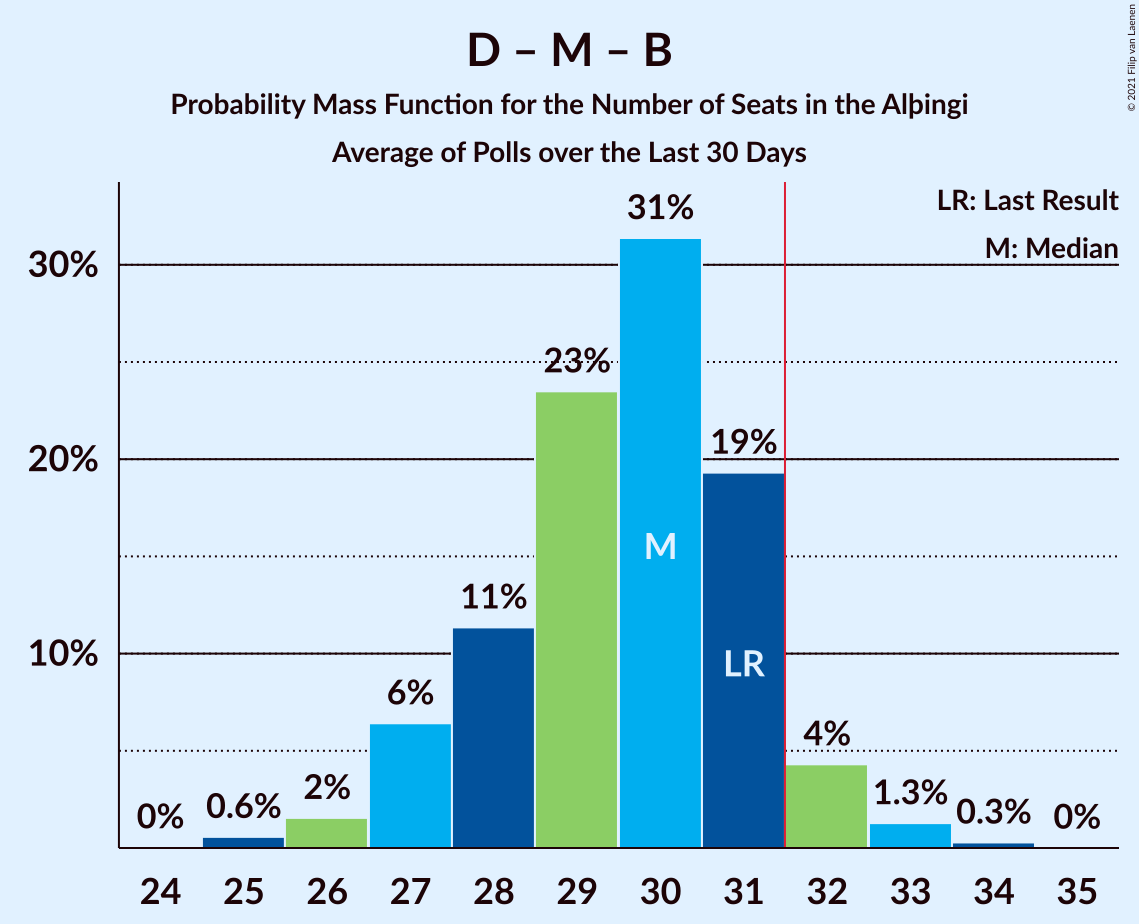 D – M – B
Probability Mass Function for the Number of Seats in the Alþingi
Average of Polls over the Last 30 Days
© 2021 Filip van Laenen
LR: Last Result
M: Median
30%
20%
10%
0%
0.6%
2%
6%
11%
23%
31%
19%
4%
1.3%
0.3%
0%
M
LR
24 25 26 27 28 29 30 31 32 33 34 35